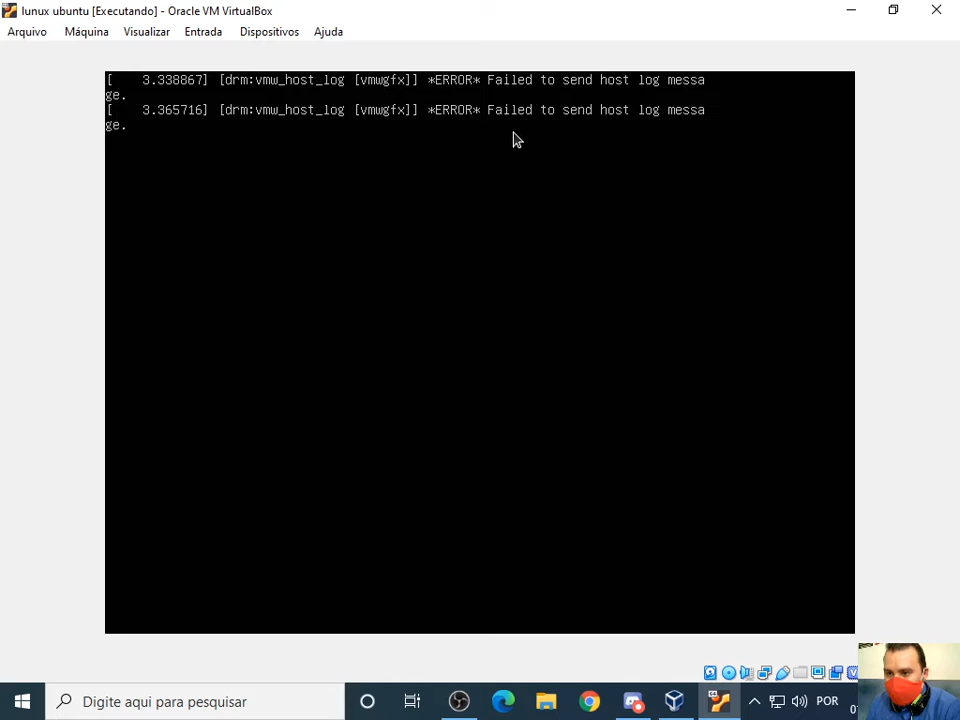 lunux ubuntu [Executando] - Oracle VM VirtualBox
Arquivo Máquina Visualizar Entrada Dispositivos Ajuda
[    3.338867] [drm:vmw_host_log [vmwgfx]] *ERROR* Failed to send host log messa
ge.
[    3.365716] [drm:vmw_host_log [vmwgfx]] *ERROR* Failed to send host log messa
ge.
Digite aqui para pesquisar
POR